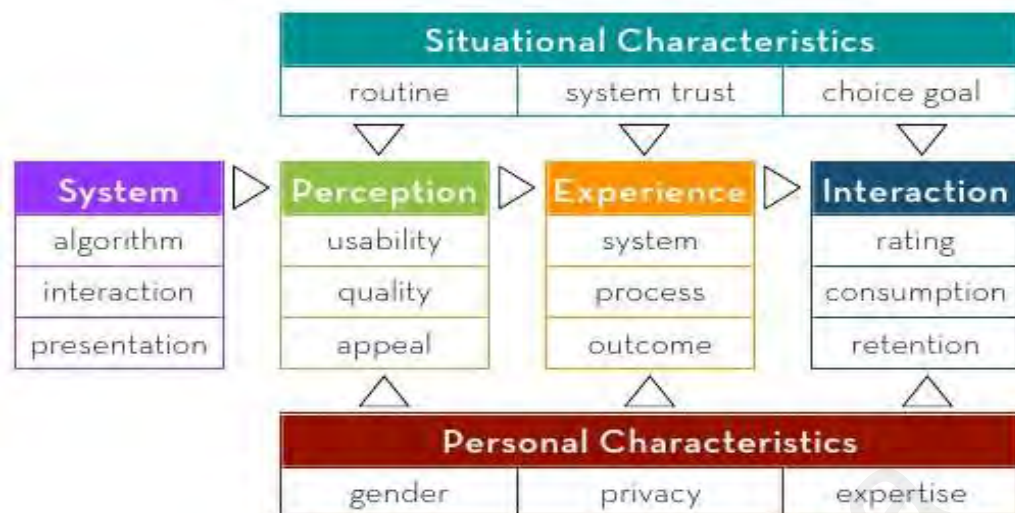 Situational Characteristics
routine system trust choice goal
System Perception Experience Interaction
algorithm usability system rating
interaction quality process consumption
presentation appeal outcome retention
Personal Characteristics
gender privacy expertise